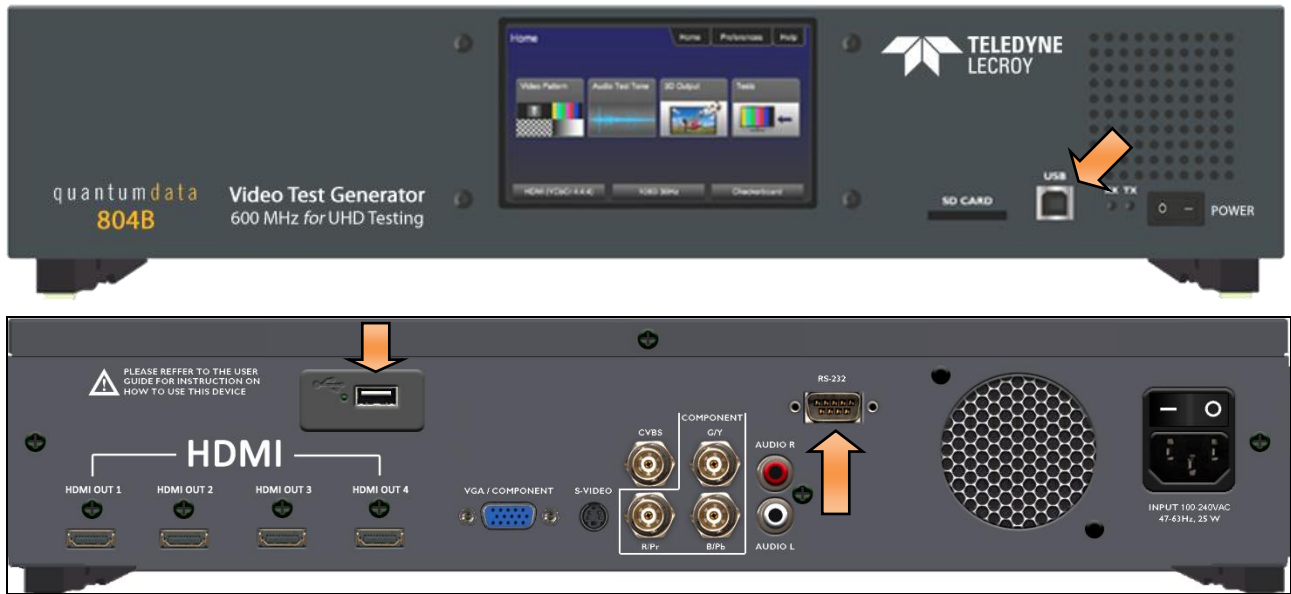 Home
Home Preferences Help
Video Pattern Audio Test Tone 3D Output Tests
HDMI (YCbCr 4:4:4) 1080 30Hz Checkerboard
TELEDYNE
LECROY
quantumdata
804B
Video Test Generator
600 MHz for UHD Testing
SD CARD
USB
TX
O –
POWER
PLEASE REFFER TO THE USER
GUIDE FOR INSTRUCTION ON
HOW TO USE THIS DEVICE
HDMI
HDMI OUT 1 HDMI OUT 2 HDMI OUT 3 HDMI OUT 4
VGA / COMPONENT
S-VIDEO
CVBS
COMPONENT
G/Y
R/Pr
B/Pb
AUDIO R
AUDIO L
RS-232
– O
INPUT 100-240VAC
47-63Hz, 25 W